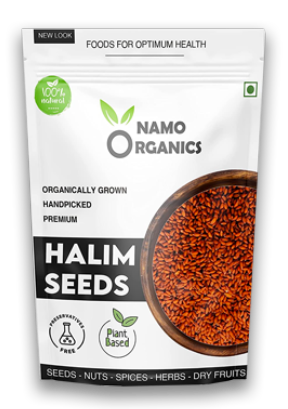 NEW LOOK
FOODS FOR OPTIMUM HEALTH
100%
natural
NAMO
ORGANICS
ORGANICALLY GROWN
HANDPICKED
PREMIUM
HALIM
SEEDS
PRESERVATIVES
FREE
Plant
Based
SEEDS - NUTS - SPICES - HERBS - DRY FRUITS